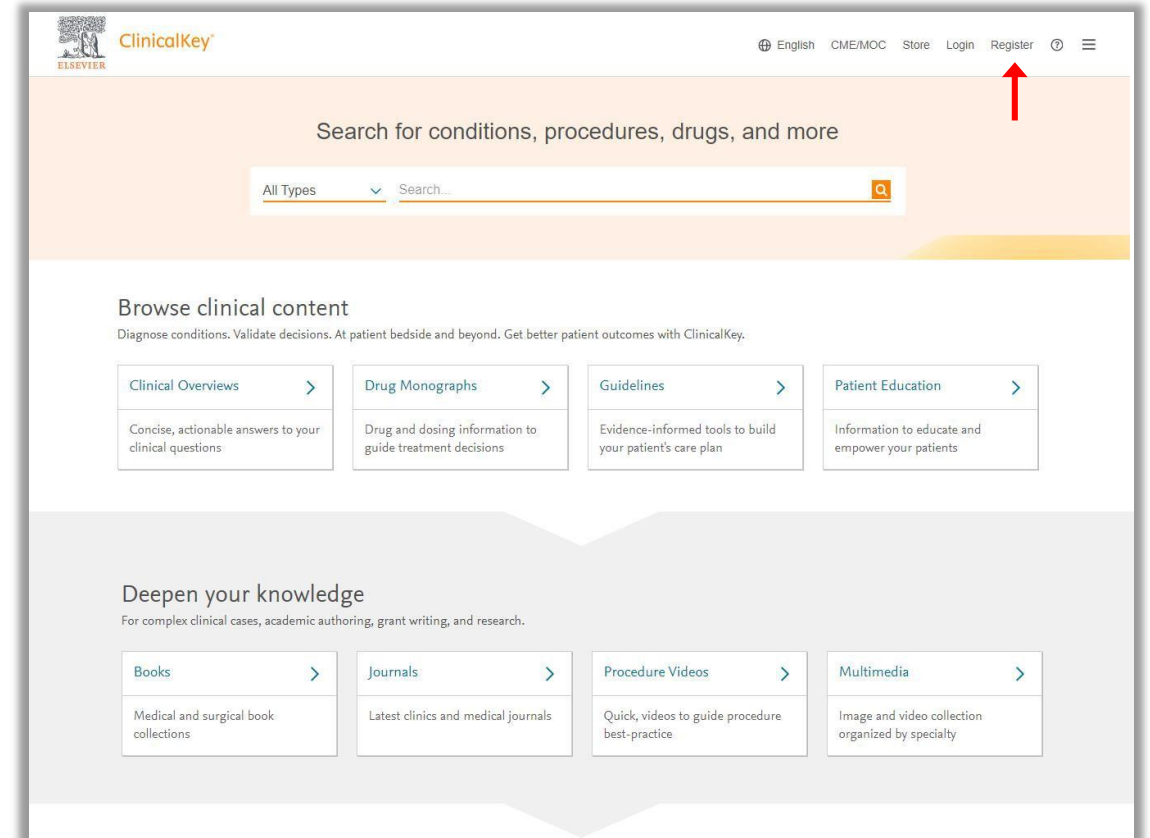 ELSEVIER
ClinicalKey®
English CME/MOC Store Login Register ?
Search for conditions, procedures, drugs, and more
All Types Search...
Browse clinical content
Diagnose conditions. Validate decisions. At patient bedside and beyond. Get better patient outcomes with ClinicalKey.
Clinical Overviews Drug Monographs Guidelines Patient Education
Concise, actionable answers to your Drug and dosing information to Evidence-informed tools to build Information to educate and
clinical questions guide treatment decisions your patient's care plan empower your patients
Deepen your knowledge
For complex clinical cases, academic authoring, grant writing, and research.
Books Journals Procedure Videos Multimedia
Medical and surgical book Latest clinics and medical journals Quick, videos to guide procedure Image and video collection
collections best-practice organized by specialty